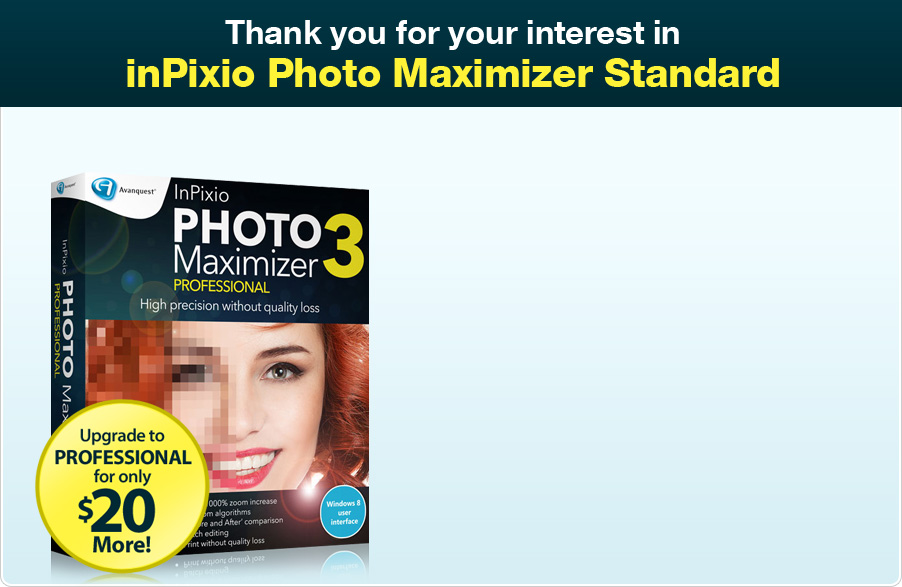 Thank you for your interest in
inPixio Photo Maximizer Standard
Avanquest
Avanquest®
InPixio
PHOTO 3
Maximizer
PROFESSIONAL
High precision without quality loss
InPixio
PHOTO Max
PROFESSIONAL
Upgrade to
PROFESSIONAL
for only
$20
More!
000% zoom increase
om algorithms
re and After' comparison
ch editing
rint without quality loss
Windows 8
user
interface